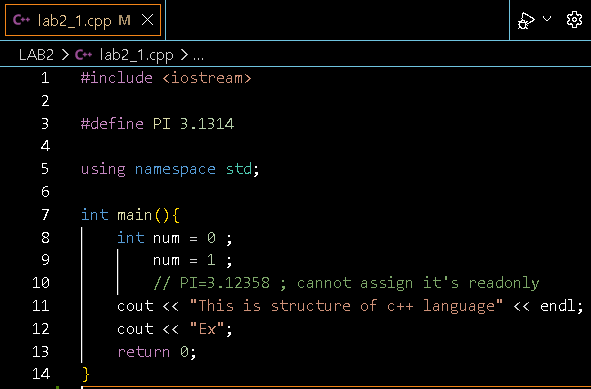 C++ lab2_1.cpp M ×
LAB2 > C++ lab2_1.cpp > ...
1 #include <iostream>
2
3 #define PI 3.1314
4
5 using namespace std;
6
7 int main(){
8 int num = 0 ;
9 num = 1 ;
10 // PI=3.12358 ; cannot assign it's readonly
11 cout << "This is structure of c++ language" << endl;
12 cout << "Ex";
13 return 0;
14 }